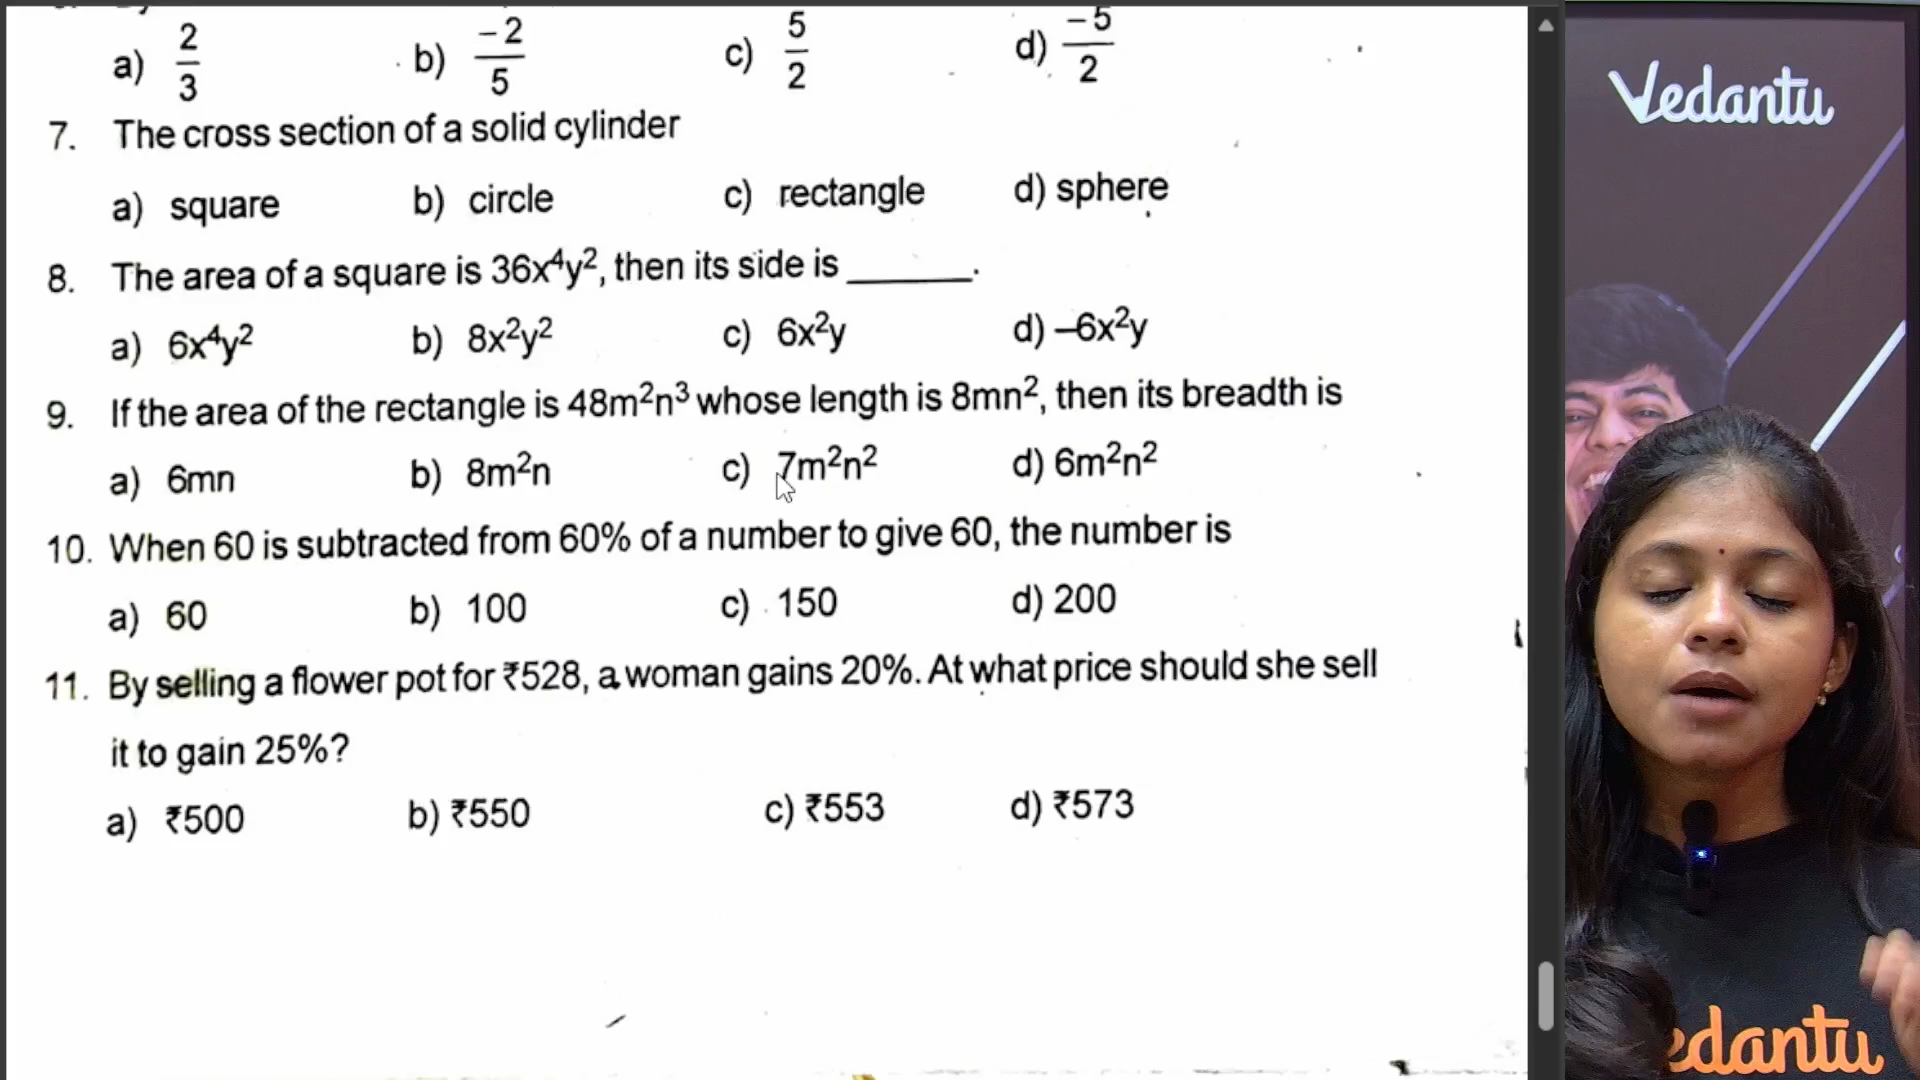 a) 2/3 b) -2/5 c) 5/2 d) -5/2
7. The cross section of a solid cylinder
a) square b) circle c) rectangle d) sphere
8. The area of a square is 36x⁴y², then its side is ______.
a) 6x⁴y² b) 8x²y² c) 6x²y d) –6x²y
9. If the area of the rectangle is 48m²n³ whose length is 8mn², then its breadth is
a) 6mn b) 8m²n c) 7m²n² d) 6m²n²
10. When 60 is subtracted from 60% of a number to give 60, the number is
a) 60 b) 100 c) 150 d) 200
11. By selling a flower pot for ₹528, a woman gains 20%. At what price should she sell
it to gain 25%?
a) ₹500 b) ₹550 c) ₹553 d) ₹573
Vedantu
edantu